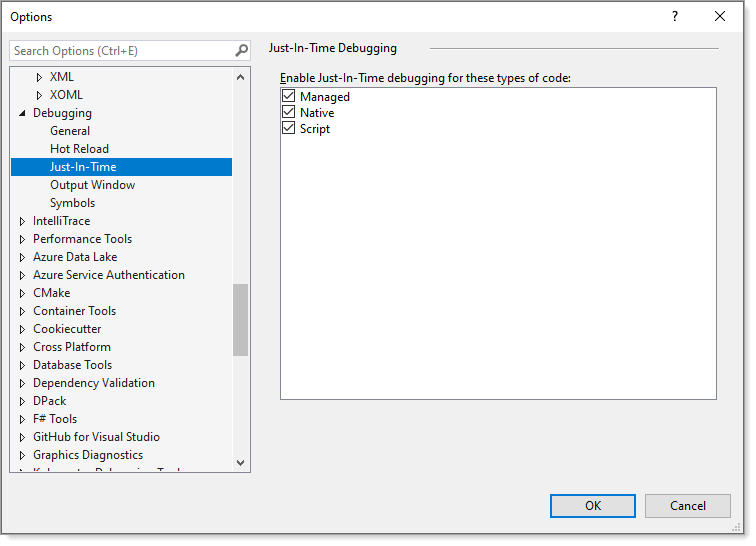 Options
?
Search Options (Ctrl+E)
XML
XOML
Debugging
General
Hot Reload
Just-In-Time
Output Window
Symbols
IntelliTrace
Performance Tools
Azure Data Lake
Azure Service Authentication
CMake
Container Tools
Cookiecutter
Cross Platform
Database Tools
Dependency Validation
DPack
F# Tools
GitHub for Visual Studio
Graphics Diagnostics
Just-In-Time Debugging
Enable Just-In-Time debugging for these types of code:
Managed
Native
Script
OK
Cancel